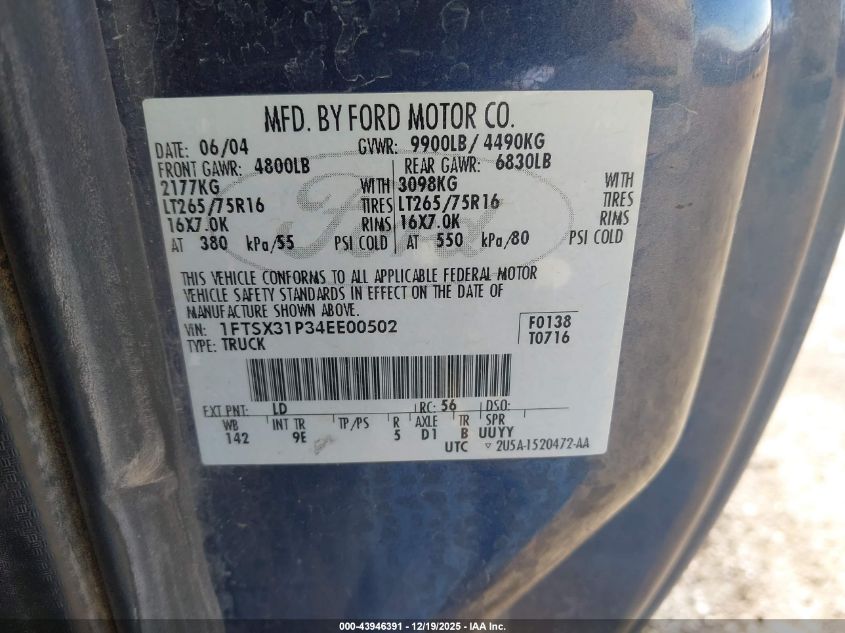 MFD. BY FORD MOTOR CO.
DATE: 06/04 GVWR: 9900LB/ 4490KG
FRONT GAWR: 4800LB REAR GAWR: 6830LB
2177KG WITH 3098KG WITH
LT265/75R16 TIRES LT265/75R16 TIRES
16X7.0K RIMS 16X7.0K RIMS
AT 380 kPa/55 PSI COLD AT 550 kPa/80 PSI COLD
Ford
THIS VEHICLE CONFORMS TO ALL APPLICABLE FEDERAL MOTOR
VEHICLE SAFETY STANDARDS IN EFFECT ON THE DATE OF
MANUFACTURE SHOWN ABOVE.
VIN: 1FTSX31P34EE00502 F0138
TYPE: TRUCK T0716
EXT PNT: LD RC: 56 DSO:
WB INT TR TP/PS R AXLE TR SPR
142 9E 5 D1 B UUYY
UTC ▽ 2U5A-1520472-AA
000-43946391 - 12/19/2025 - IAA Inc.